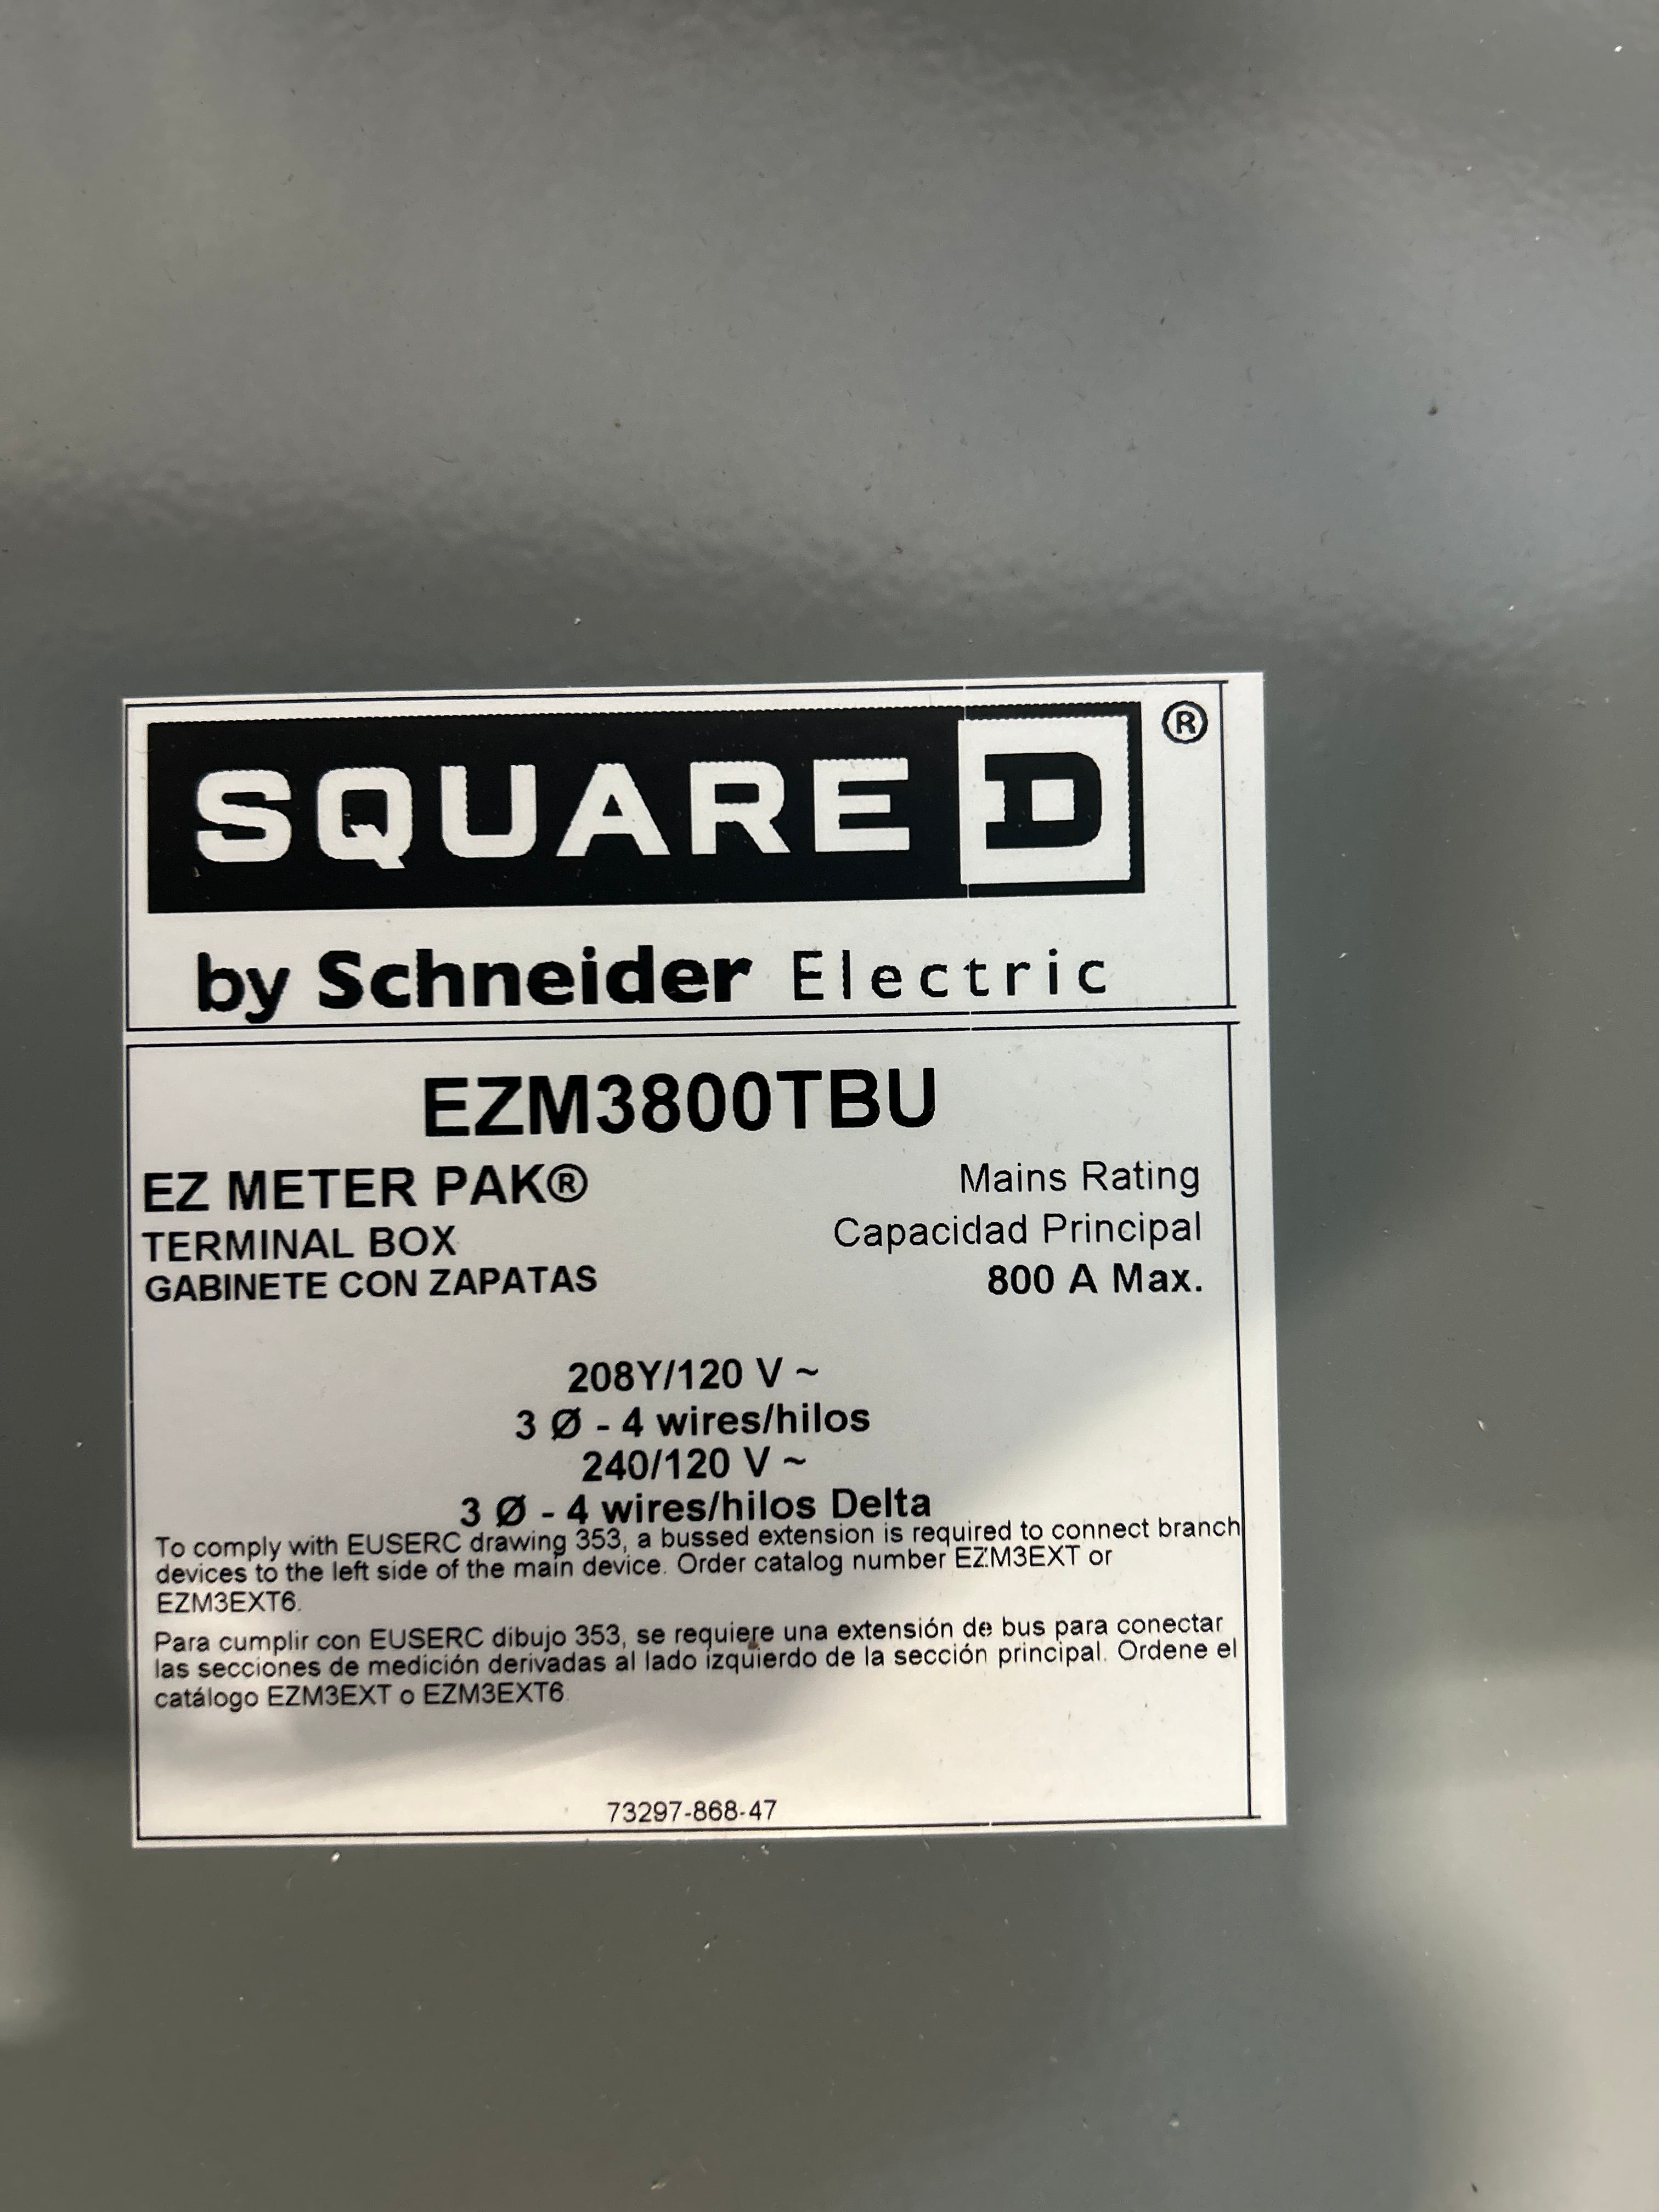 SQUARE D ®
by Schneider Electric
EZM3800TBU
EZ METER PAK®
TERMINAL BOX
GABINETE CON ZAPATAS
Mains Rating
Capacidad Principal
800 A Max.
208Y/120 V ~
3 Ø - 4 wires/hilos
240/120 V ~
3 Ø - 4 wires/hilos Delta
To comply with EUSERC drawing 353, a bussed extension is required to connect branch
devices to the left side of the main device. Order catalog number EZM3EXT or
EZM3EXT6.
Para cumplir con EUSERC dibujo 353, se requiere una extensión de bus para conectar
las secciones de medición derivadas al lado izquierdo de la sección principal. Ordene el
catálogo EZM3EXT o EZM3EXT6.
73297-868-47